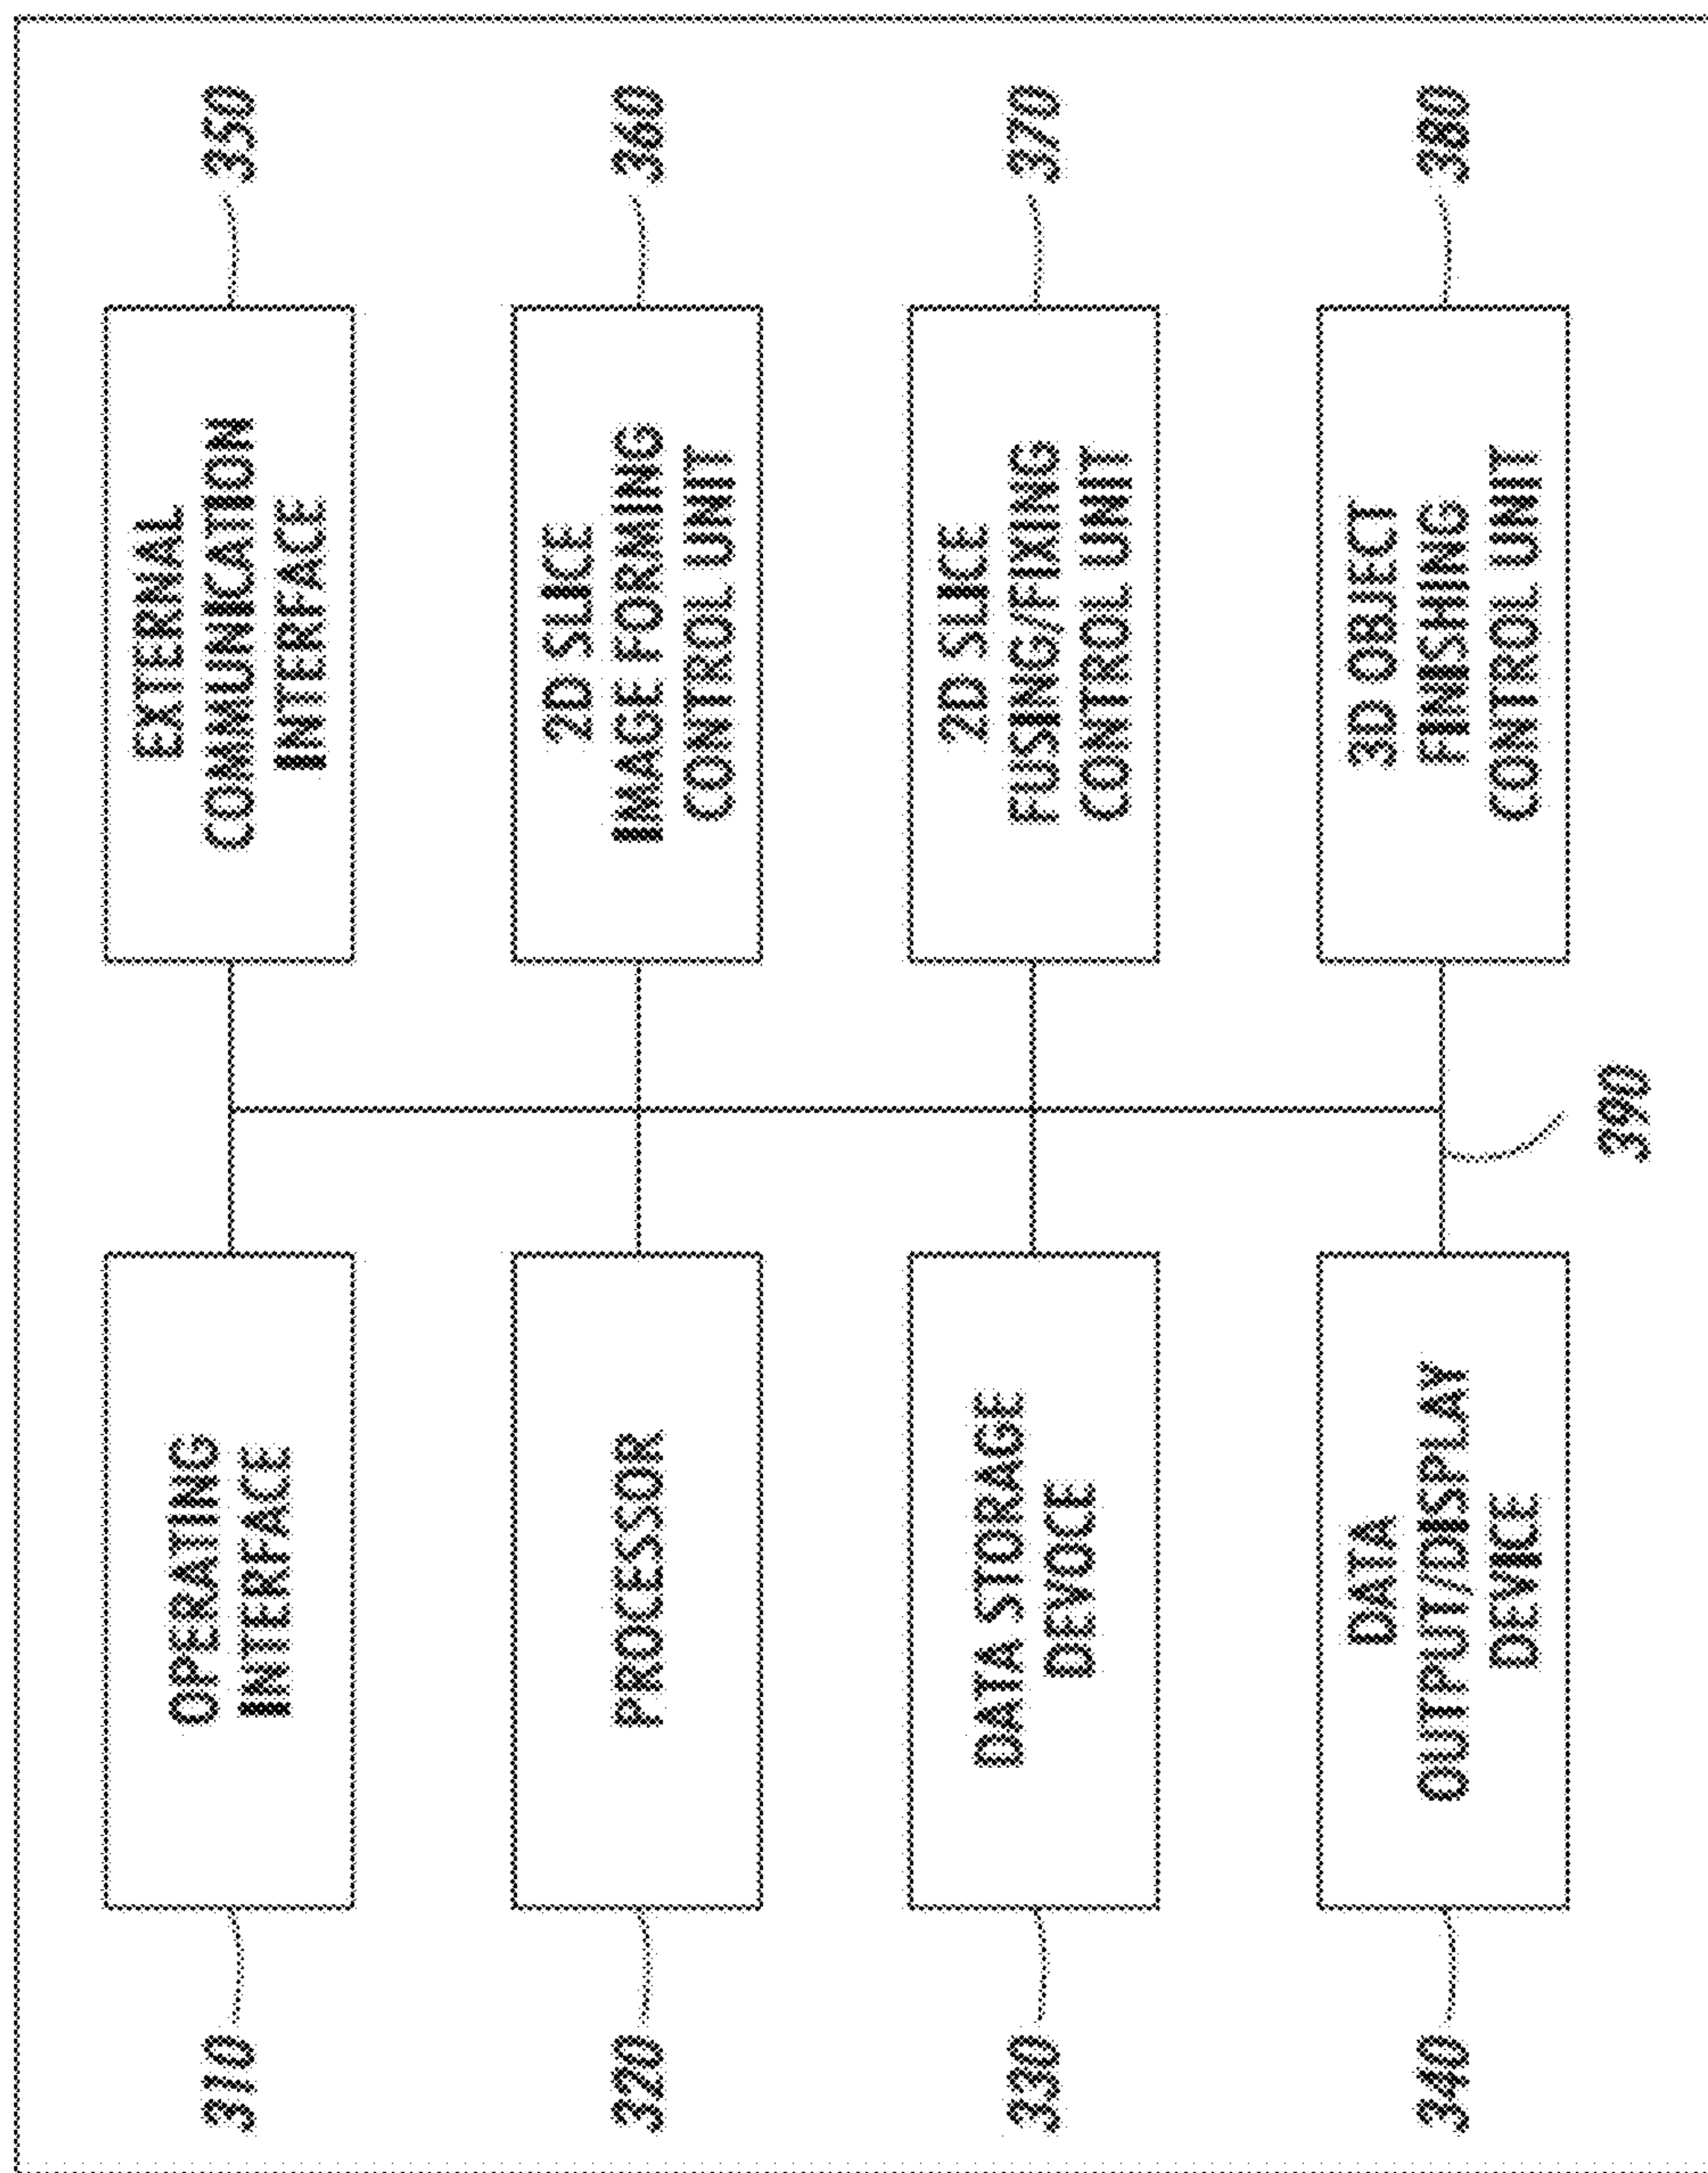 310
OPERATING
INTERFACE
EXTERNAL
COMMUNICATION
INTERFACE
350
320
PROCESSOR
2D SLICE
IMAGE FORMING
CONTROL UNIT
360
330
DATA STORAGE
DEVOCE
2D SLICE
FUSING/FIXING
CONTROL UNIT
370
340
DATA
OUTPUT/DISPLAY
DEVICE
3D OBJECT
FINISHING
CONTROL UNIT
380
390